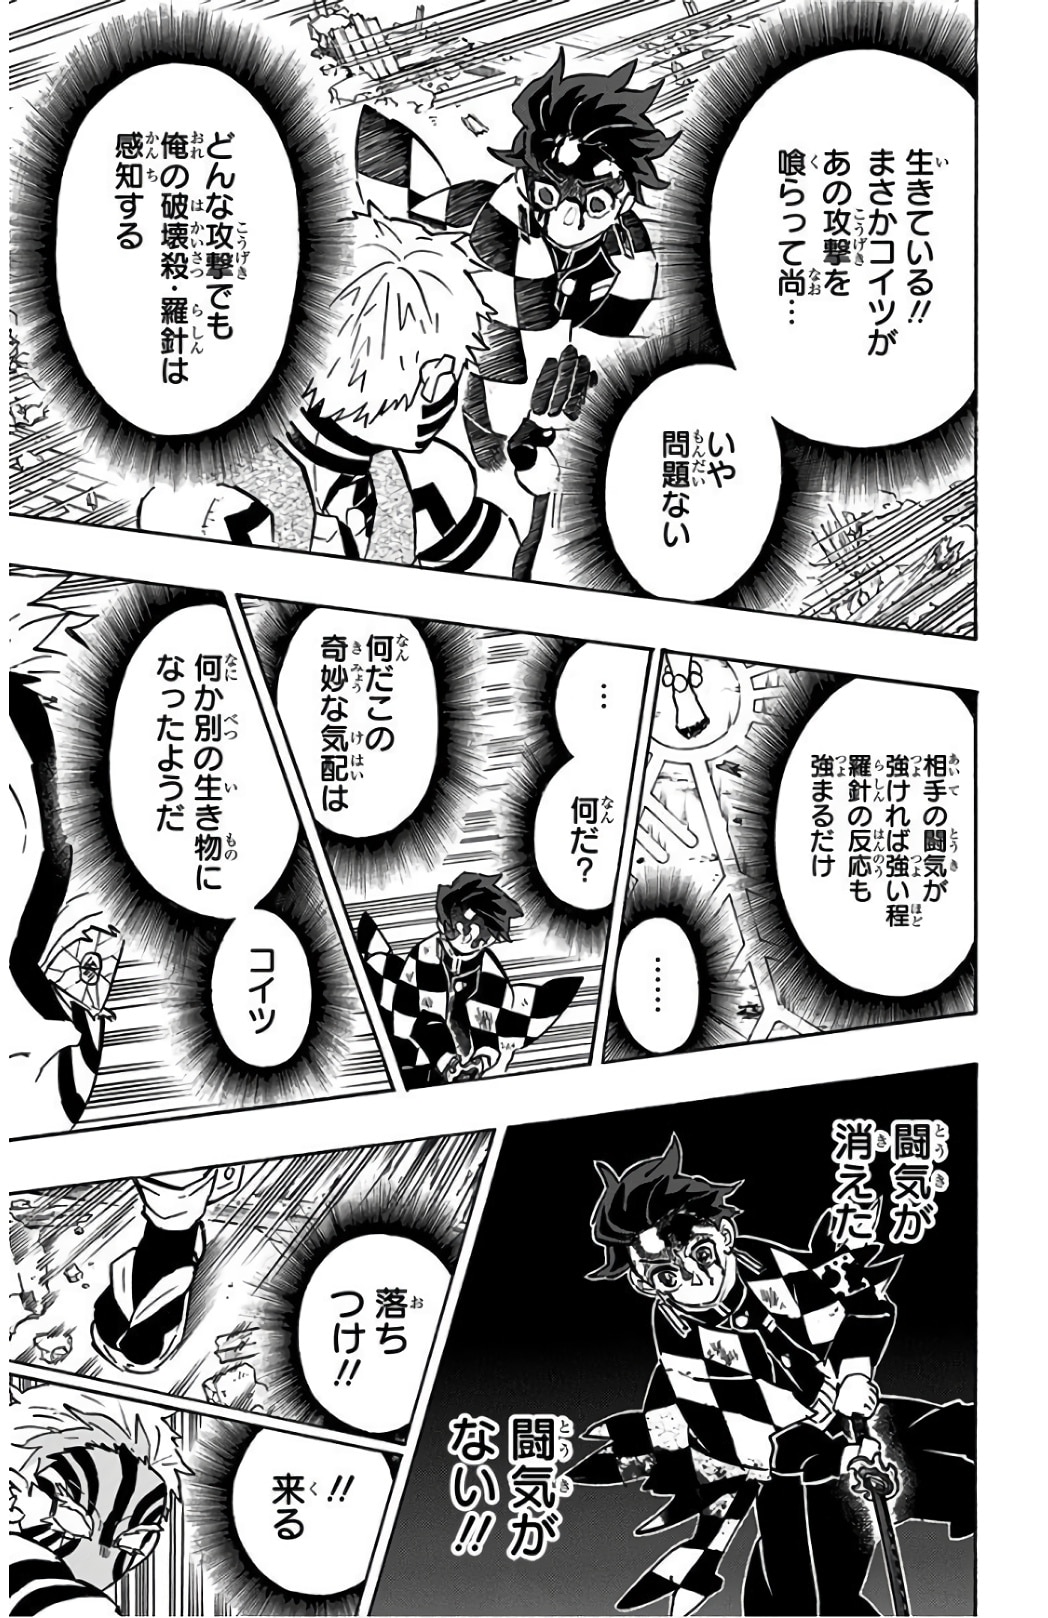 生きている!!
まさかコイツが
あの攻撃を
喰らって尚…
いや
問題ない
どんな攻撃でも
俺の破壊殺・羅針は
感知する
相手の闘気が
強ければ強い程
羅針の反応も
強まるだけ
……
…
何だ?
何だこの
奇妙な気配は
何か別の生き物に
なったようだ
コイツ
闘気が
消えた
闘気が
ない!!
落ち
つけ!!
!!
来る